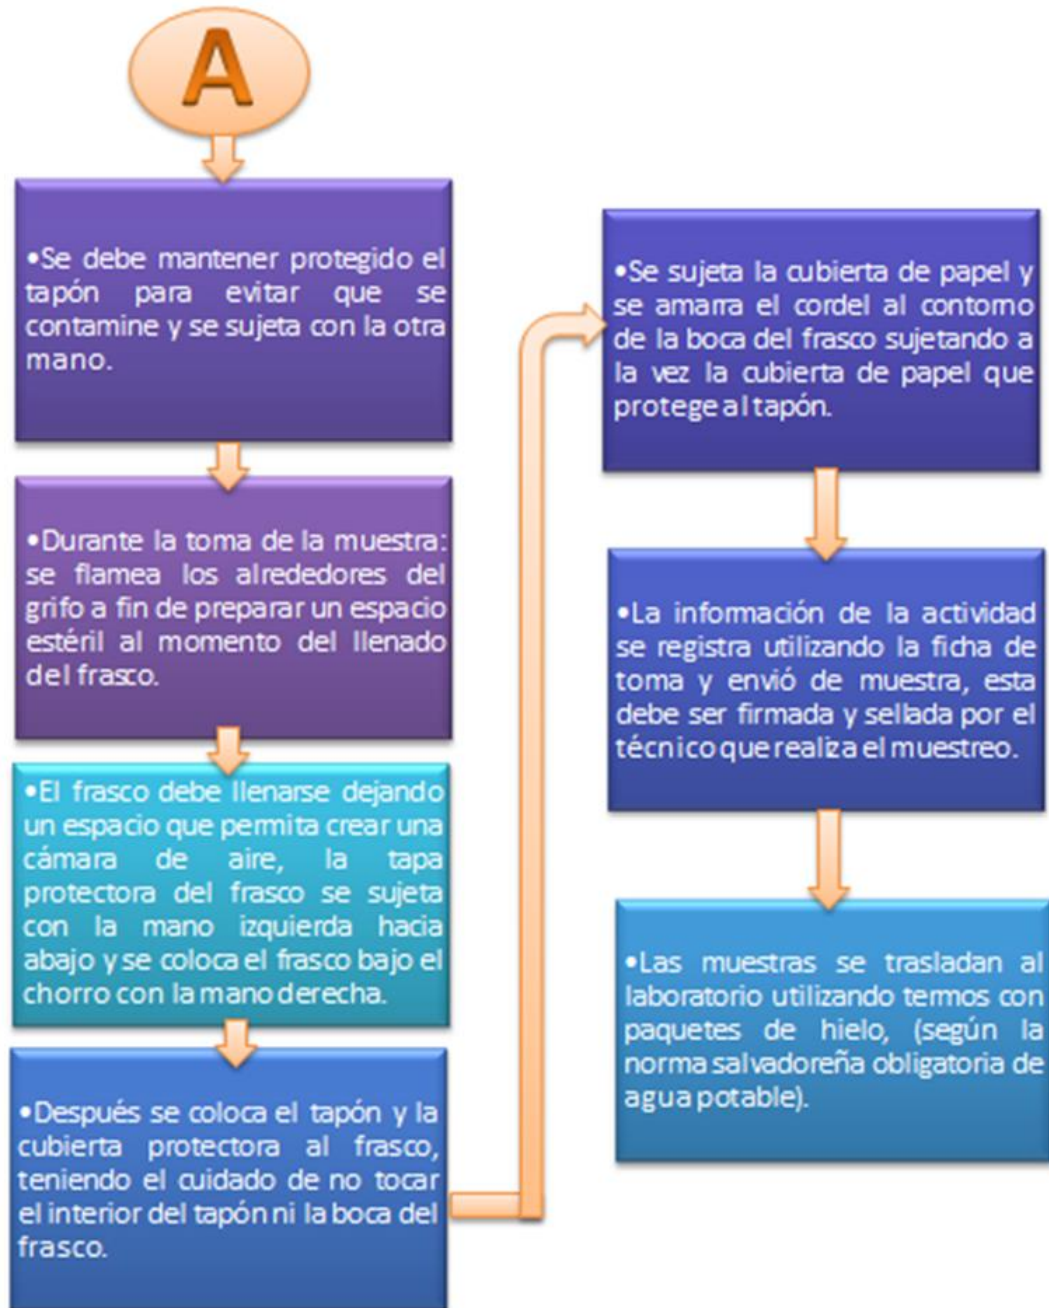 A
•Se debe mantener protegido el
tapón para evitar que se
contamine y se sujeta con la otra
mano.
•Durante la toma de la muestra:
se flamea los alrededores del
grifo a fin de preparar un espacio
estéril al momento del llenado
del frasco.
•El frasco debe llenarse dejando
un espacio que permita crear una
cámara de aire, la tapa
protectora del frasco se sujeta
con la mano izquierda hacia
abajo y se coloca el frasco bajo el
chorro con la mano derecha.
•Después se coloca el tapón y la
cubierta protectora al frasco,
teniendo el cuidado de no tocar
el interior del tapón ni la boca del
frasco.
•Se sujeta la cubierta de papel y
se amarra el cordel al contorno
de la boca del frasco sujetando a
la vez la cubierta de papel que
protege al tapón.
•La información de la actividad
se registra utilizando la ficha de
toma y envió de muestra, esta
debe ser firmada y sellada por el
técnico que realiza el muestreo.
•Las muestras se trasladan al
laboratorio utilizando termos con
paquetes de hielo, (según la
norma salvadoreña obligatoria de
agua potable).